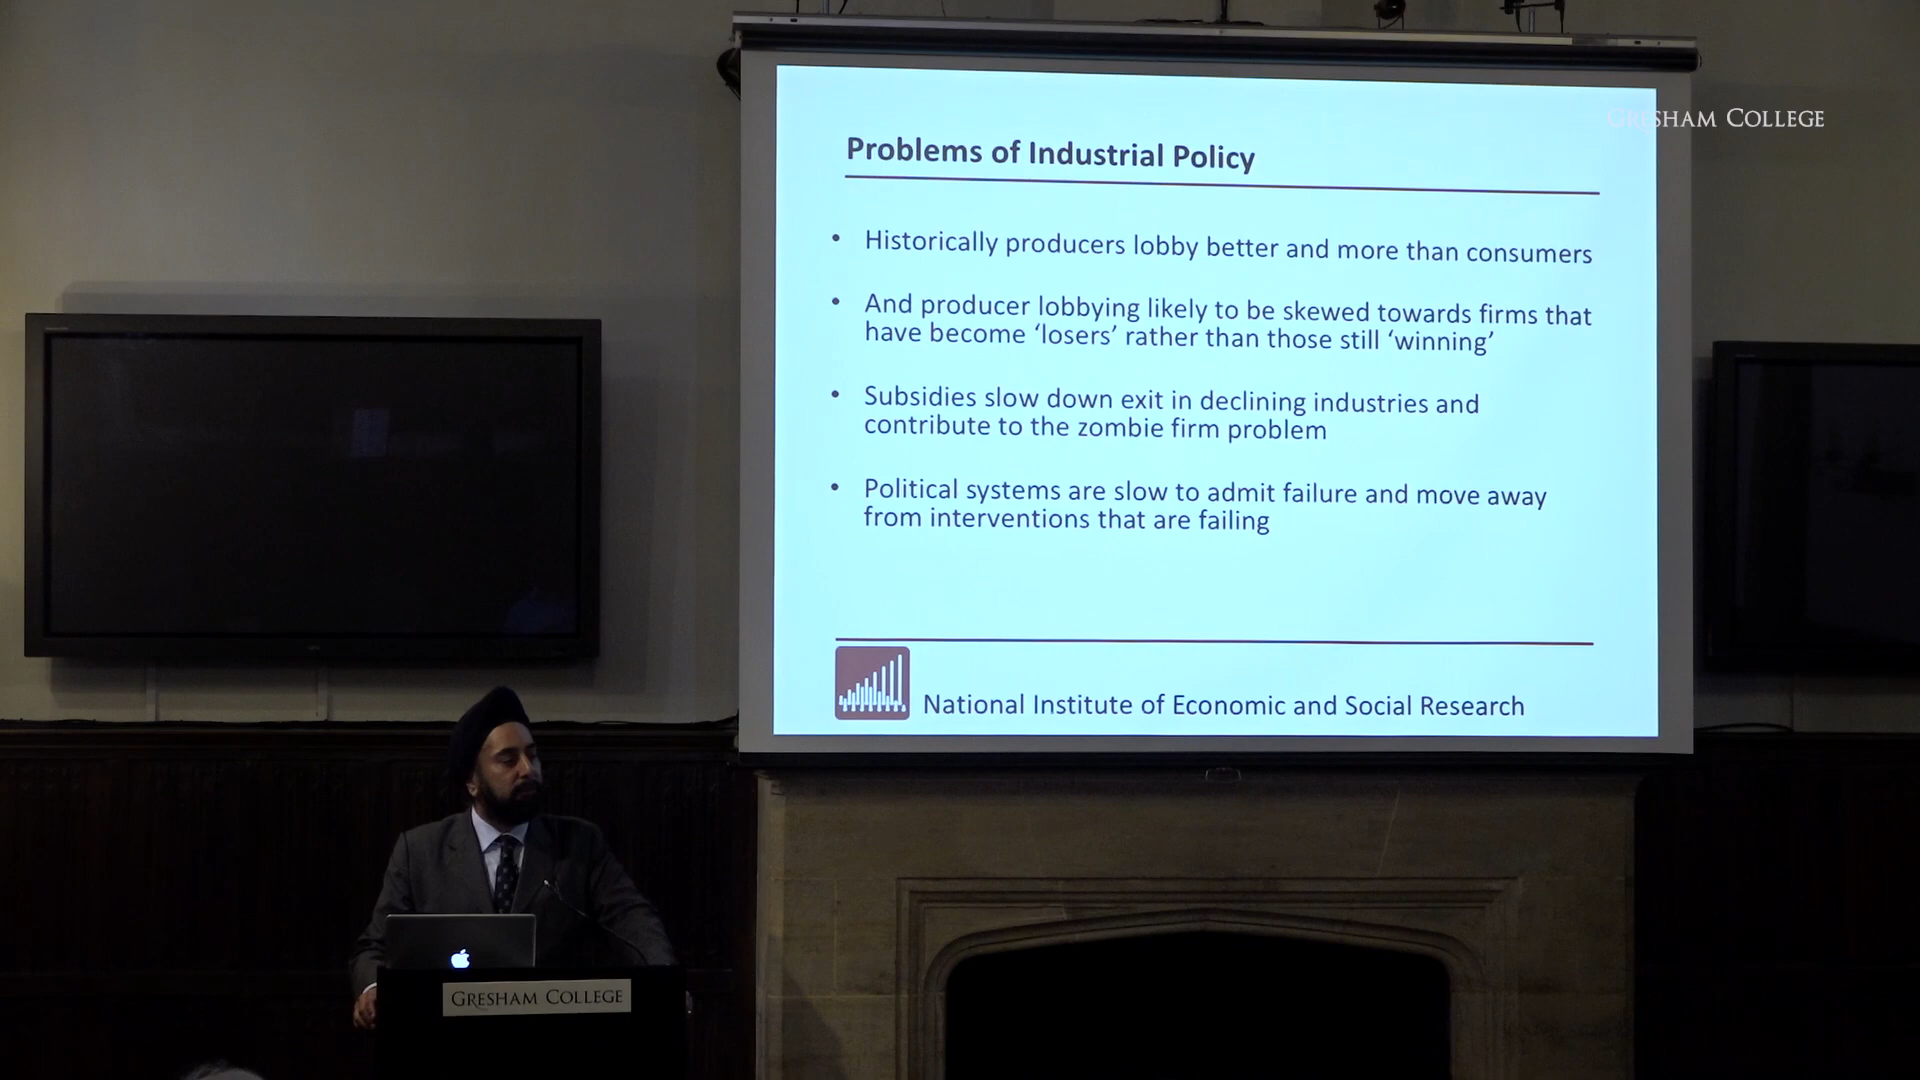 GRESHAM COLLEGE
Problems of Industrial Policy
• Historically producers lobby better and more than consumers
• And producer lobbying likely to be skewed towards firms that
have become ‘losers’ rather than those still ‘winning’
• Subsidies slow down exit in declining industries and
contribute to the zombie firm problem
• Political systems are slow to admit failure and move away
from interventions that are failing
National Institute of Economic and Social Research
GRESHAM COLLEGE